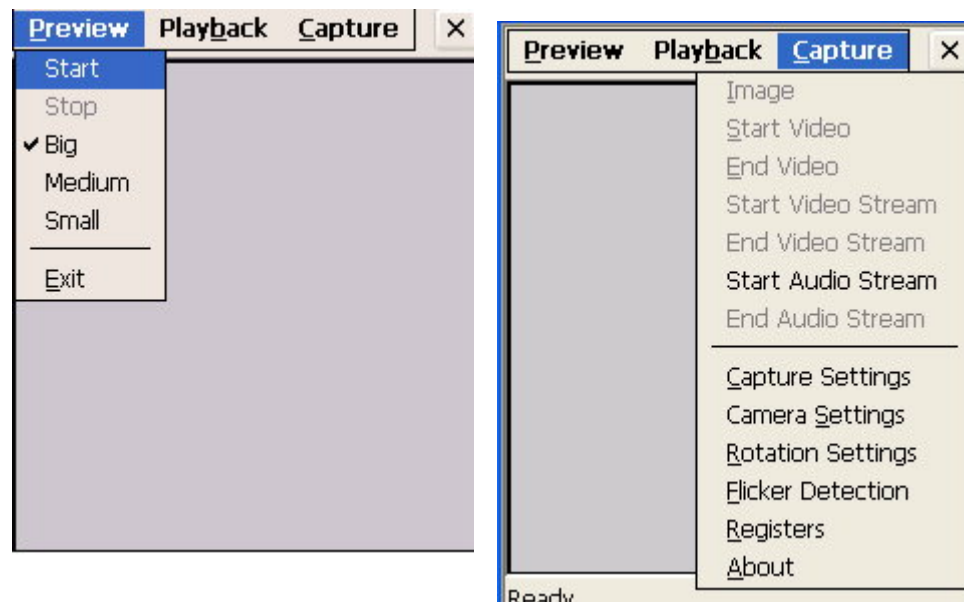 Preview Playback Capture ×
Start
Stop
✔ Big
Medium
Small
Exit
Preview Playback Capture ×
Image
Start Video
End Video
Start Video Stream
End Video Stream
Start Audio Stream
End Audio Stream
Capture Settings
Camera Settings
Rotation Settings
Flicker Detection
Registers
About
Ready